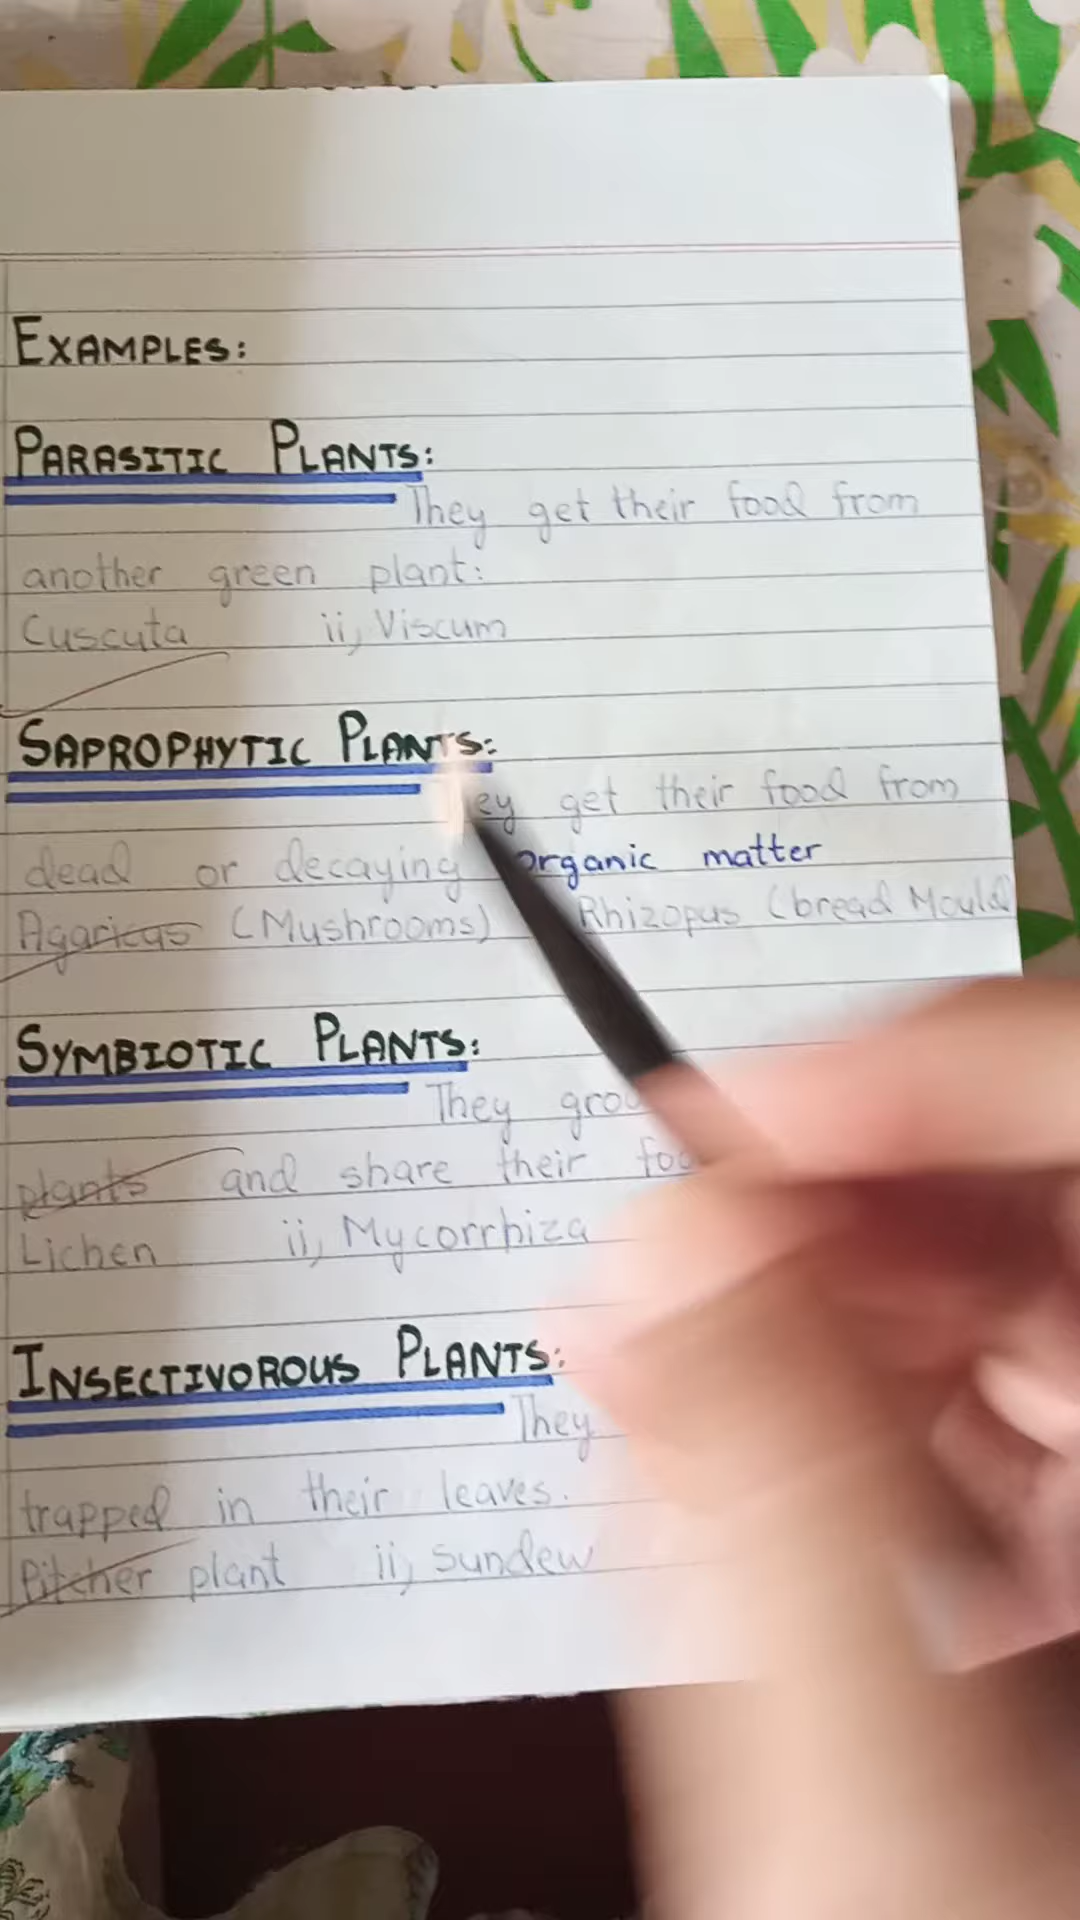 EXAMPLES:
PARASITIC PLANTS:
They get their food from
another green plant:
Cuscuta ii, Viscum
SAPROPHYTIC PLANTS:
get their food from
dead or decaying organic matter
Agaricus (Mushrooms) Rhizopus (bread Mould)
SYMBIOTIC PLANTS:
They
plants and share their
Lichen ii, Mycorrhiza
INSECTIVOROUS PLANTS:
They
trapped in their leaves.
Pitcher plant ii, Sundew